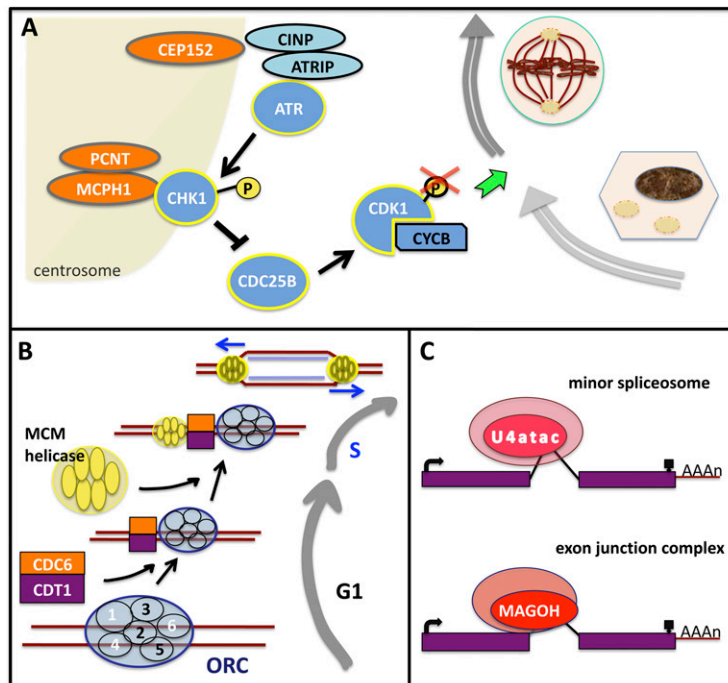 A
CEP152
CINP
ATRIP
ATR
PCNT
MCPH1
CHK1
P
P
CDK1
CYCB
CDC25B
centrosome
B
MCM
helicase
S
CDC6
CDT1
G1
1
3
2
6
4
5
ORC
C
minor spliceosome
U4atac
AAAn
exon junction complex
MAGOH
AAAn